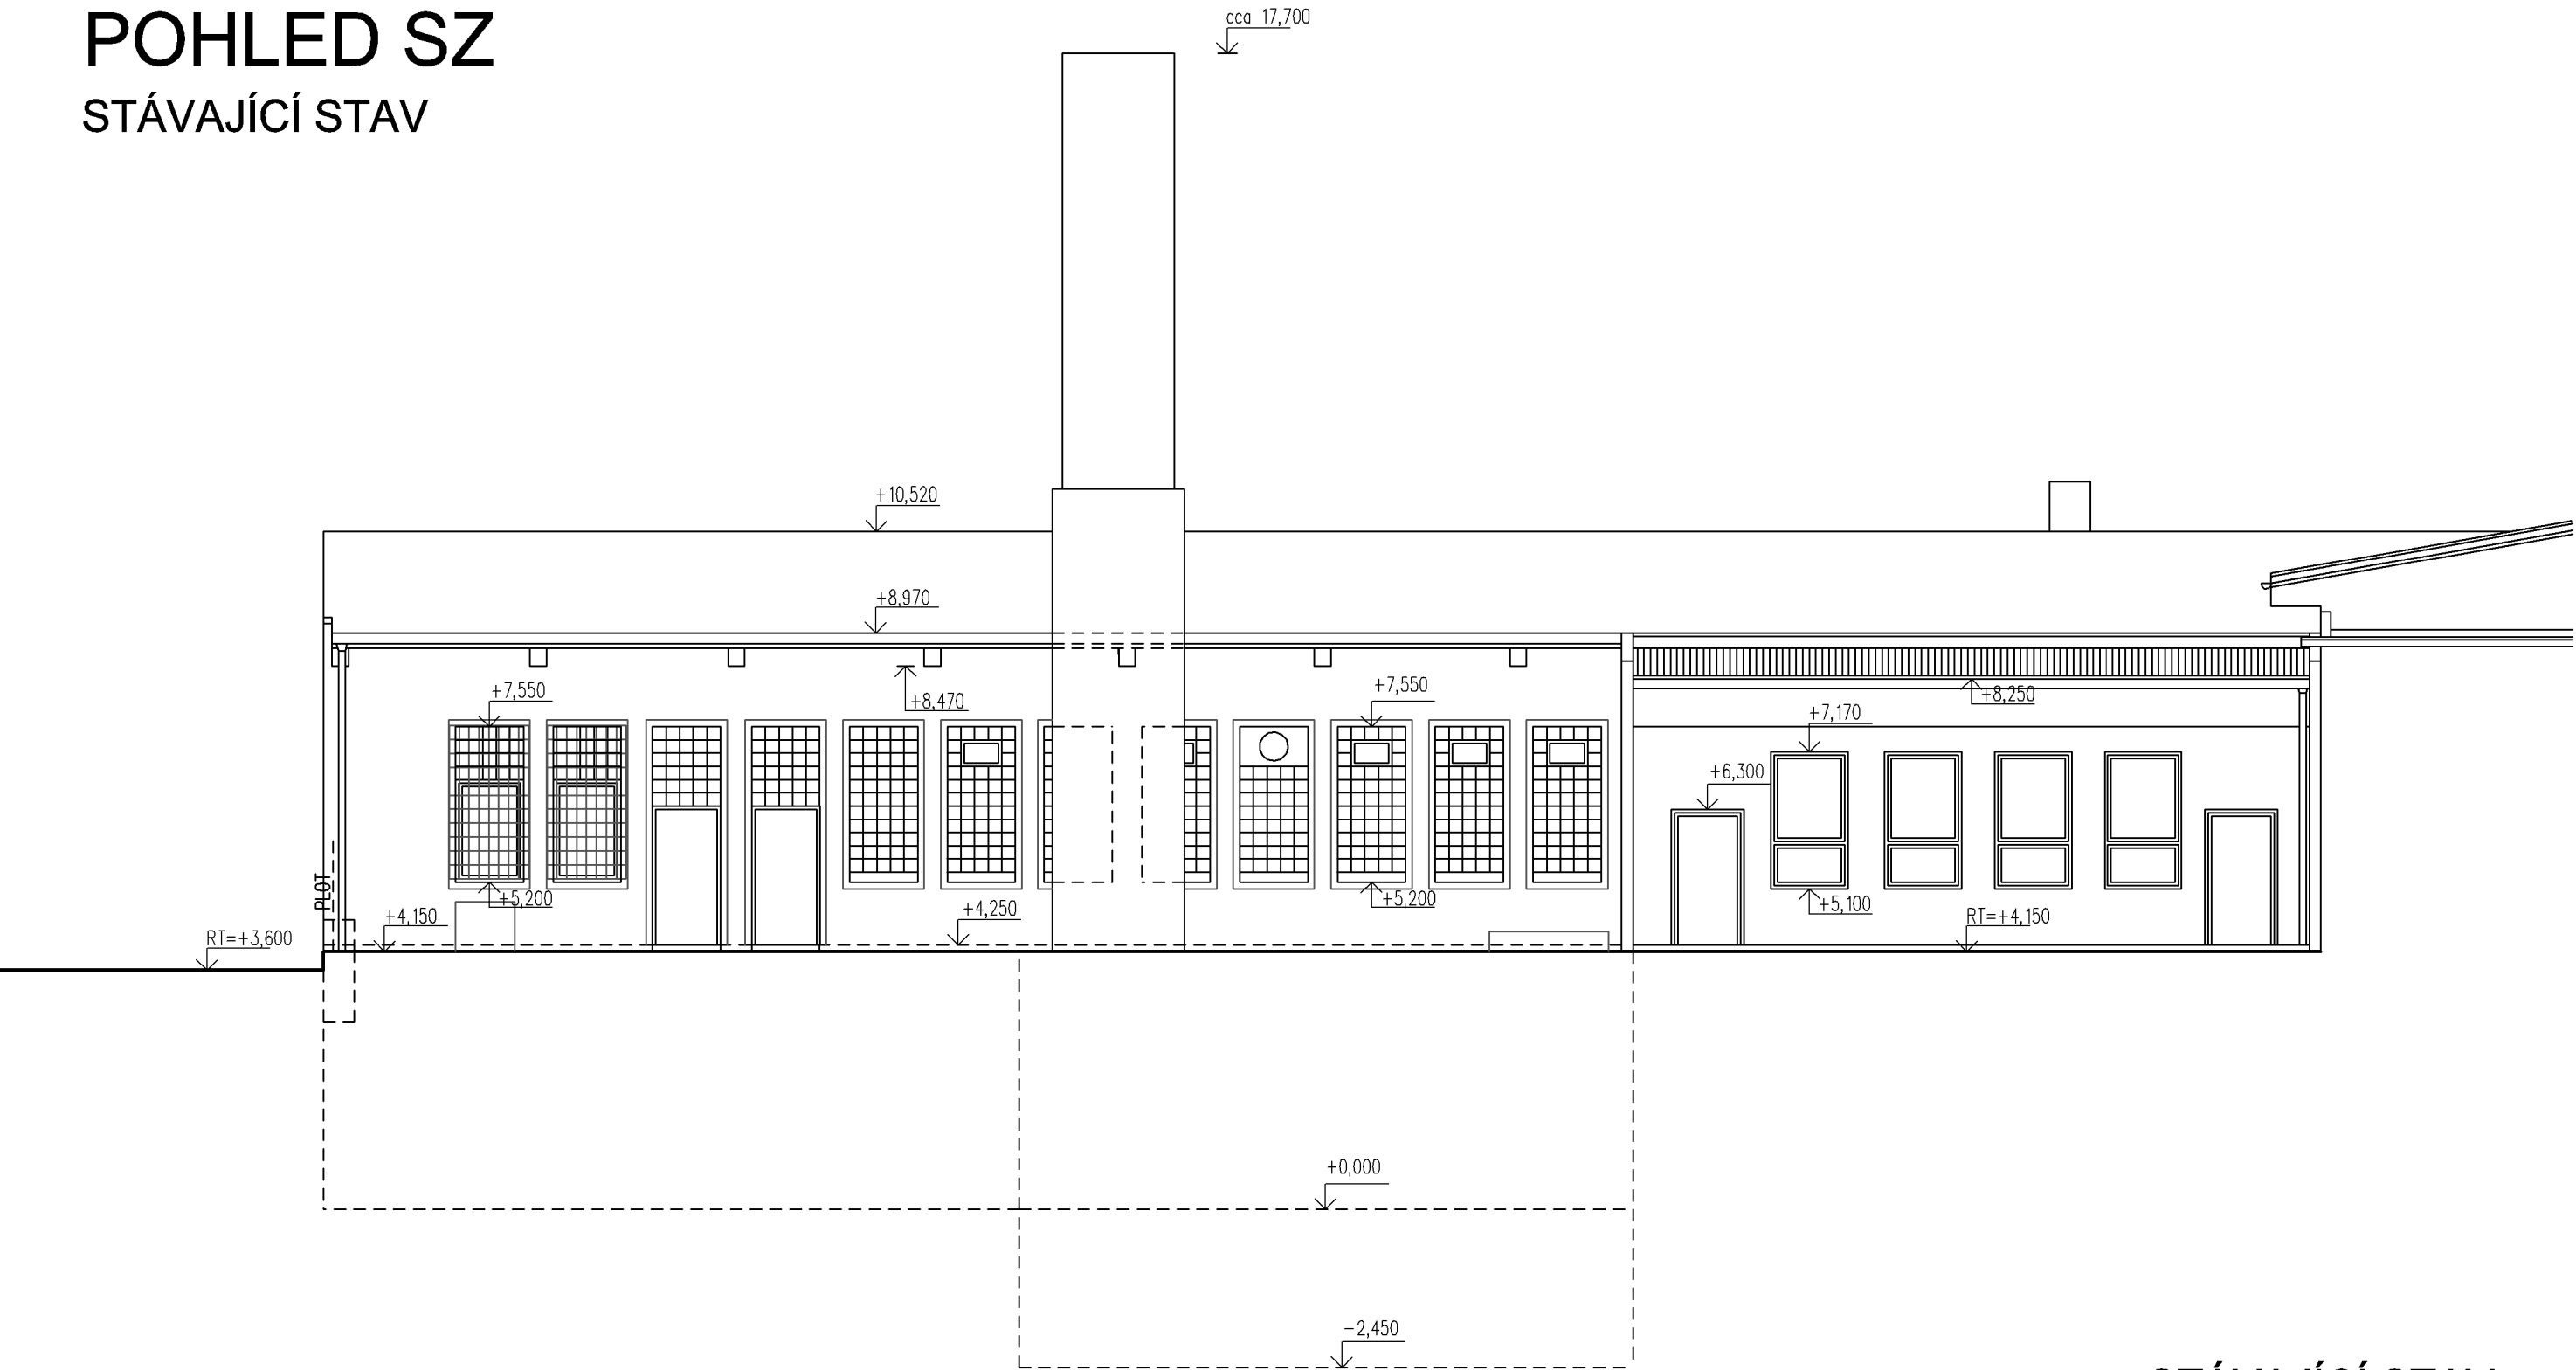 POHLED SZ
STÁVAJÍCÍ STAV
cca 17,700
+10,520
+8,970
+8,470
+7,550
+7,550
+8,250
+7,170
+6,300
+5,200
+5,200
+5,100
PLOT
+4,150
+4,250
RT=+4,150
RT=+3,600
+0,000
-2,450